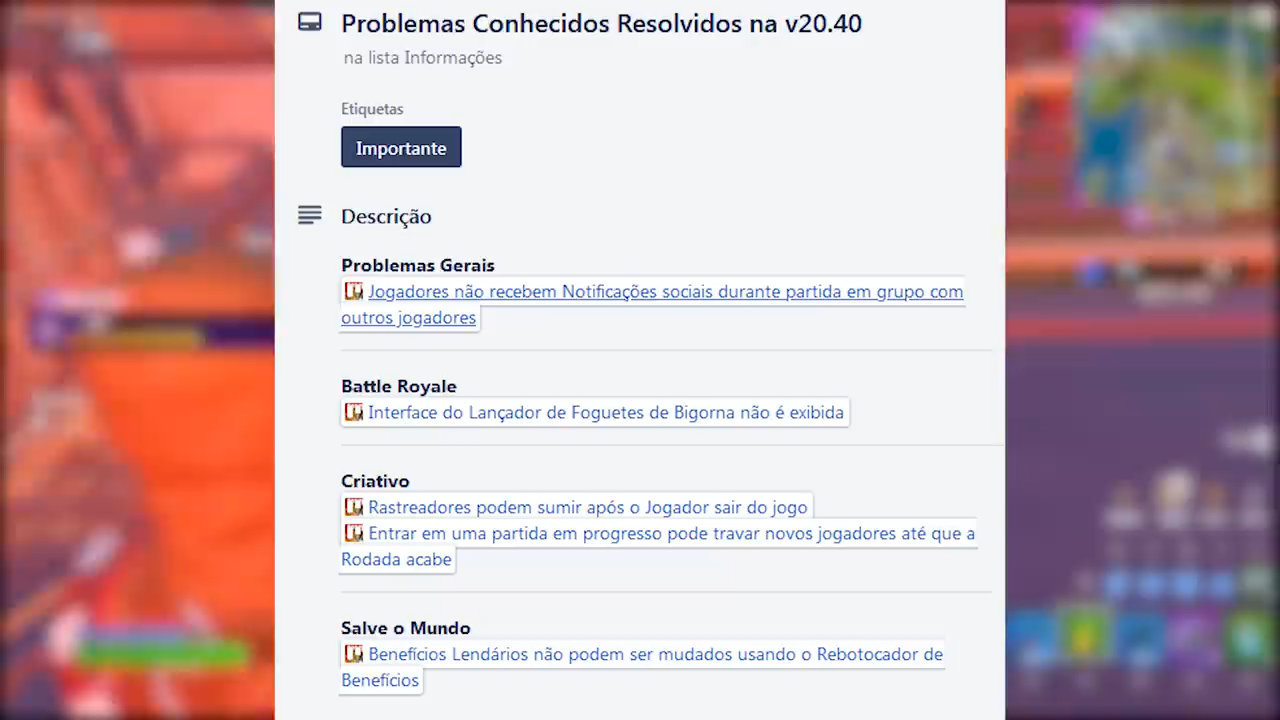 Problemas Conhecidos Resolvidos na v20.40
na lista Informações
Etiquetas
Importante
Descrição
Problemas Gerais
Jogadores não recebem Notificações sociais durante partida em grupo com
outros jogadores
Battle Royale
Interface do Lançador de Foguetes de Bigorna não é exibida
Criativo
Rastreadores podem sumir após o Jogador sair do jogo
Entrar em uma partida em progresso pode travar novos jogadores até que a
Rodada acabe
Salve o Mundo
Benefícios Lendários não podem ser mudados usando o Rebotocador de
Benefícios